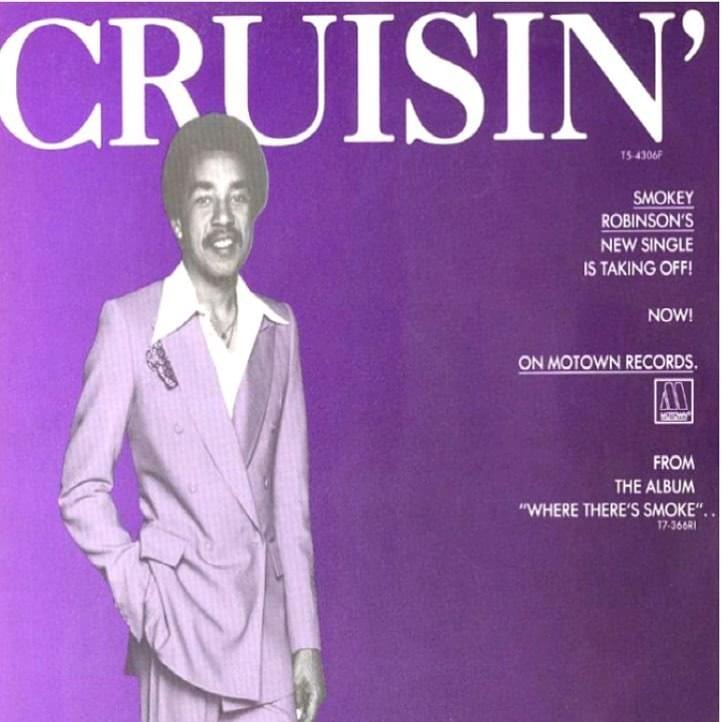 CRUISIN’
T5-4306F
SMOKEY
ROBINSON’S
NEW SINGLE
IS TAKING OFF!
NOW!
ON MOTOWN RECORDS.
MOTOWN
FROM
THE ALBUM
“WHERE THERE’S SMOKE”. .
T7-366RI